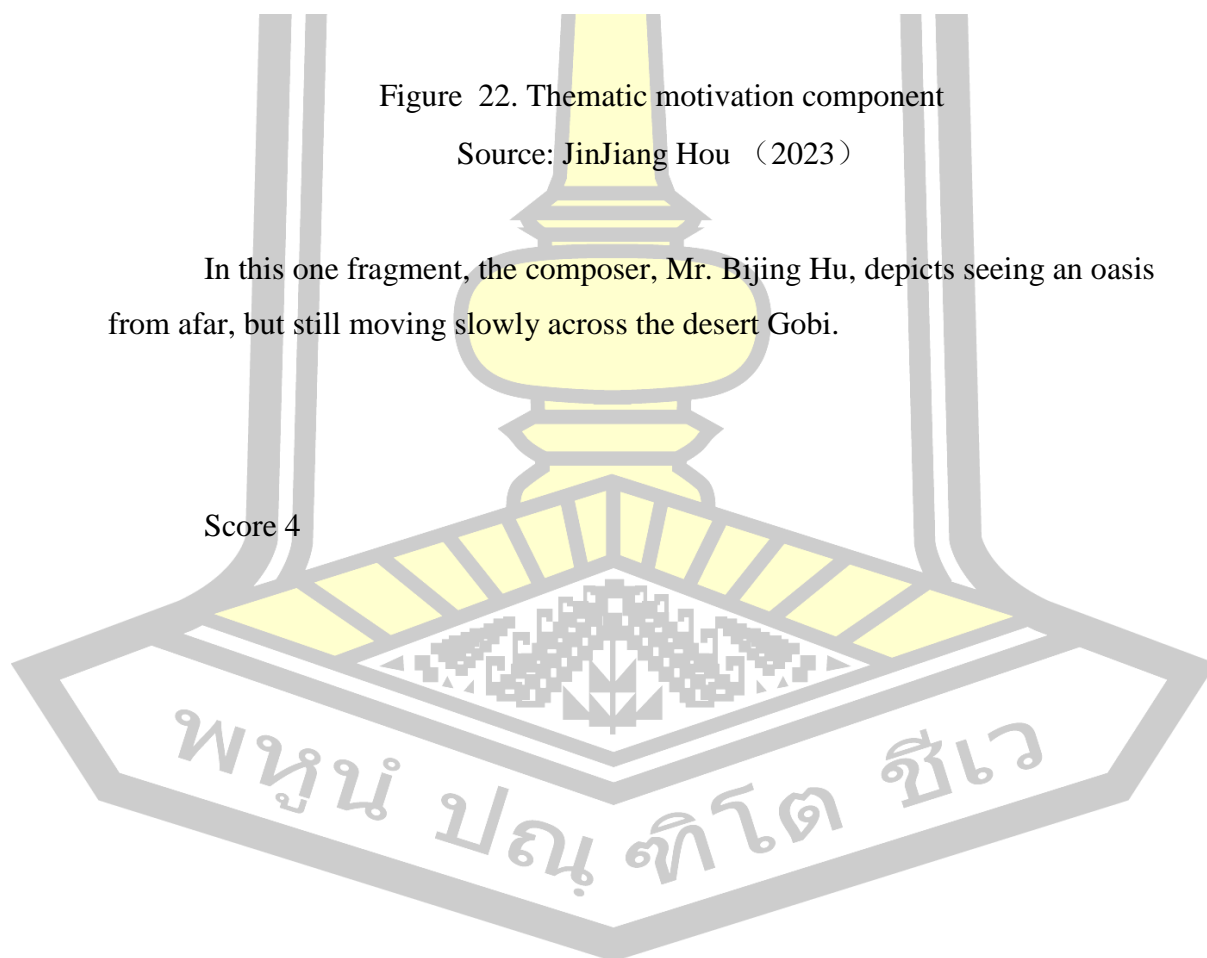 Figure 22. Thematic motivation component
Source: JinJiang Hou （2023）
In this one fragment, the composer, Mr. Bijing Hu, depicts seeing an oasis
from afar, but still moving slowly across the desert Gobi.
Score 4
พหูนํ ปณฺฑิโต ชีเว